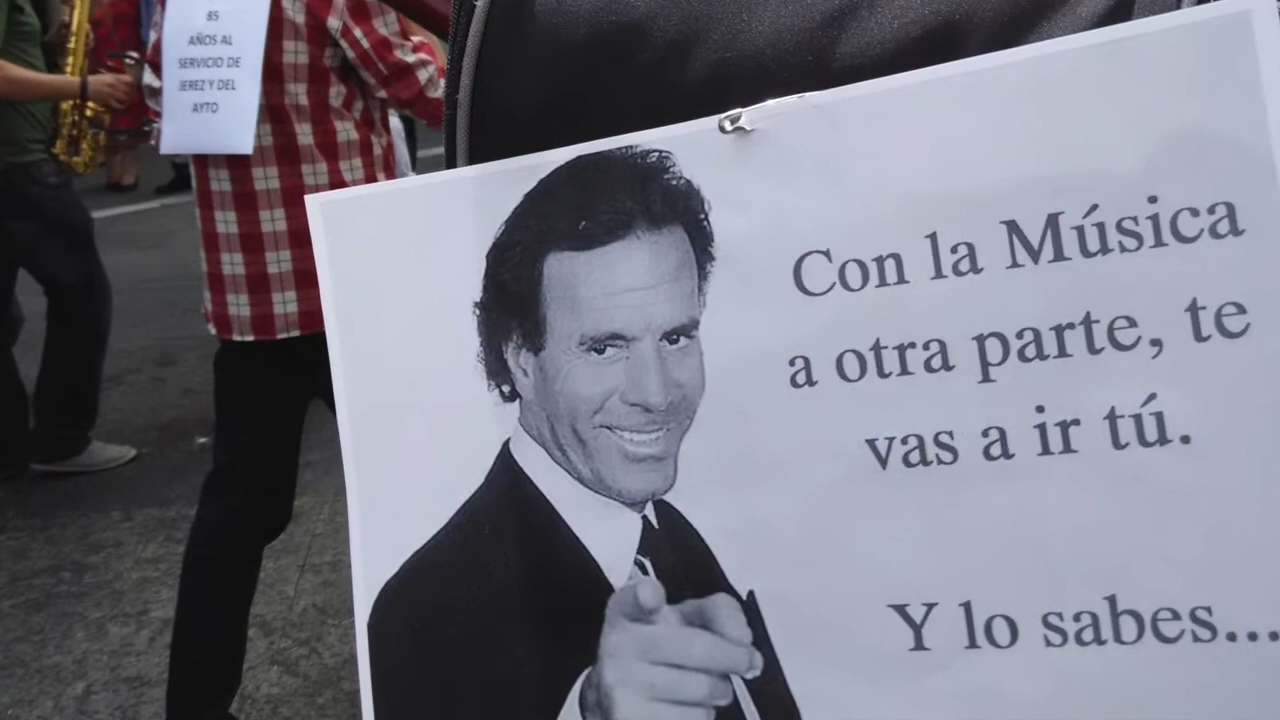 85
AÑOS AL
SERVICIO DE
JEREZ Y DEL
AYTO
Con la Música
a otra parte, te
vas a ir tú.
Y lo sabes...